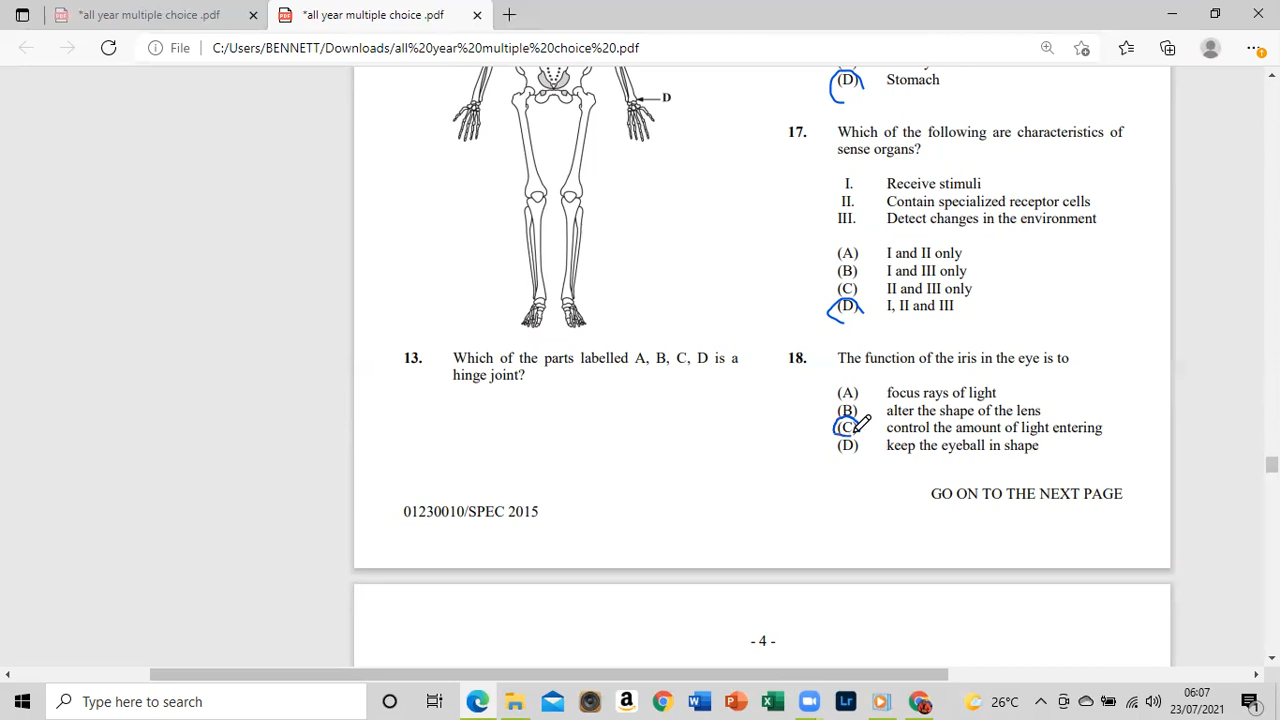 *all year multiple choice .pdf
*all year multiple choice .pdf
File
C:/Users/BENNETT/Downloads/all%20year%20multiple%20choice%20.pdf
D
(D) Stomach
17. Which of the following are characteristics of
sense organs?
I. Receive stimuli
II. Contain specialized receptor cells
III. Detect changes in the environment
(A) I and II only
(B) I and III only
(C) II and III only
(D) I, II and III
13. Which of the parts labelled A, B, C, D is a
hinge joint?
18. The function of the iris in the eye is to
(A) focus rays of light
(B) alter the shape of the lens
(C control the amount of light entering
(D) keep the eyeball in shape
GO ON TO THE NEXT PAGE
01230010/SPEC 2015
- 4 -
Type here to search
Lr
26°C
06:07
23/07/2021